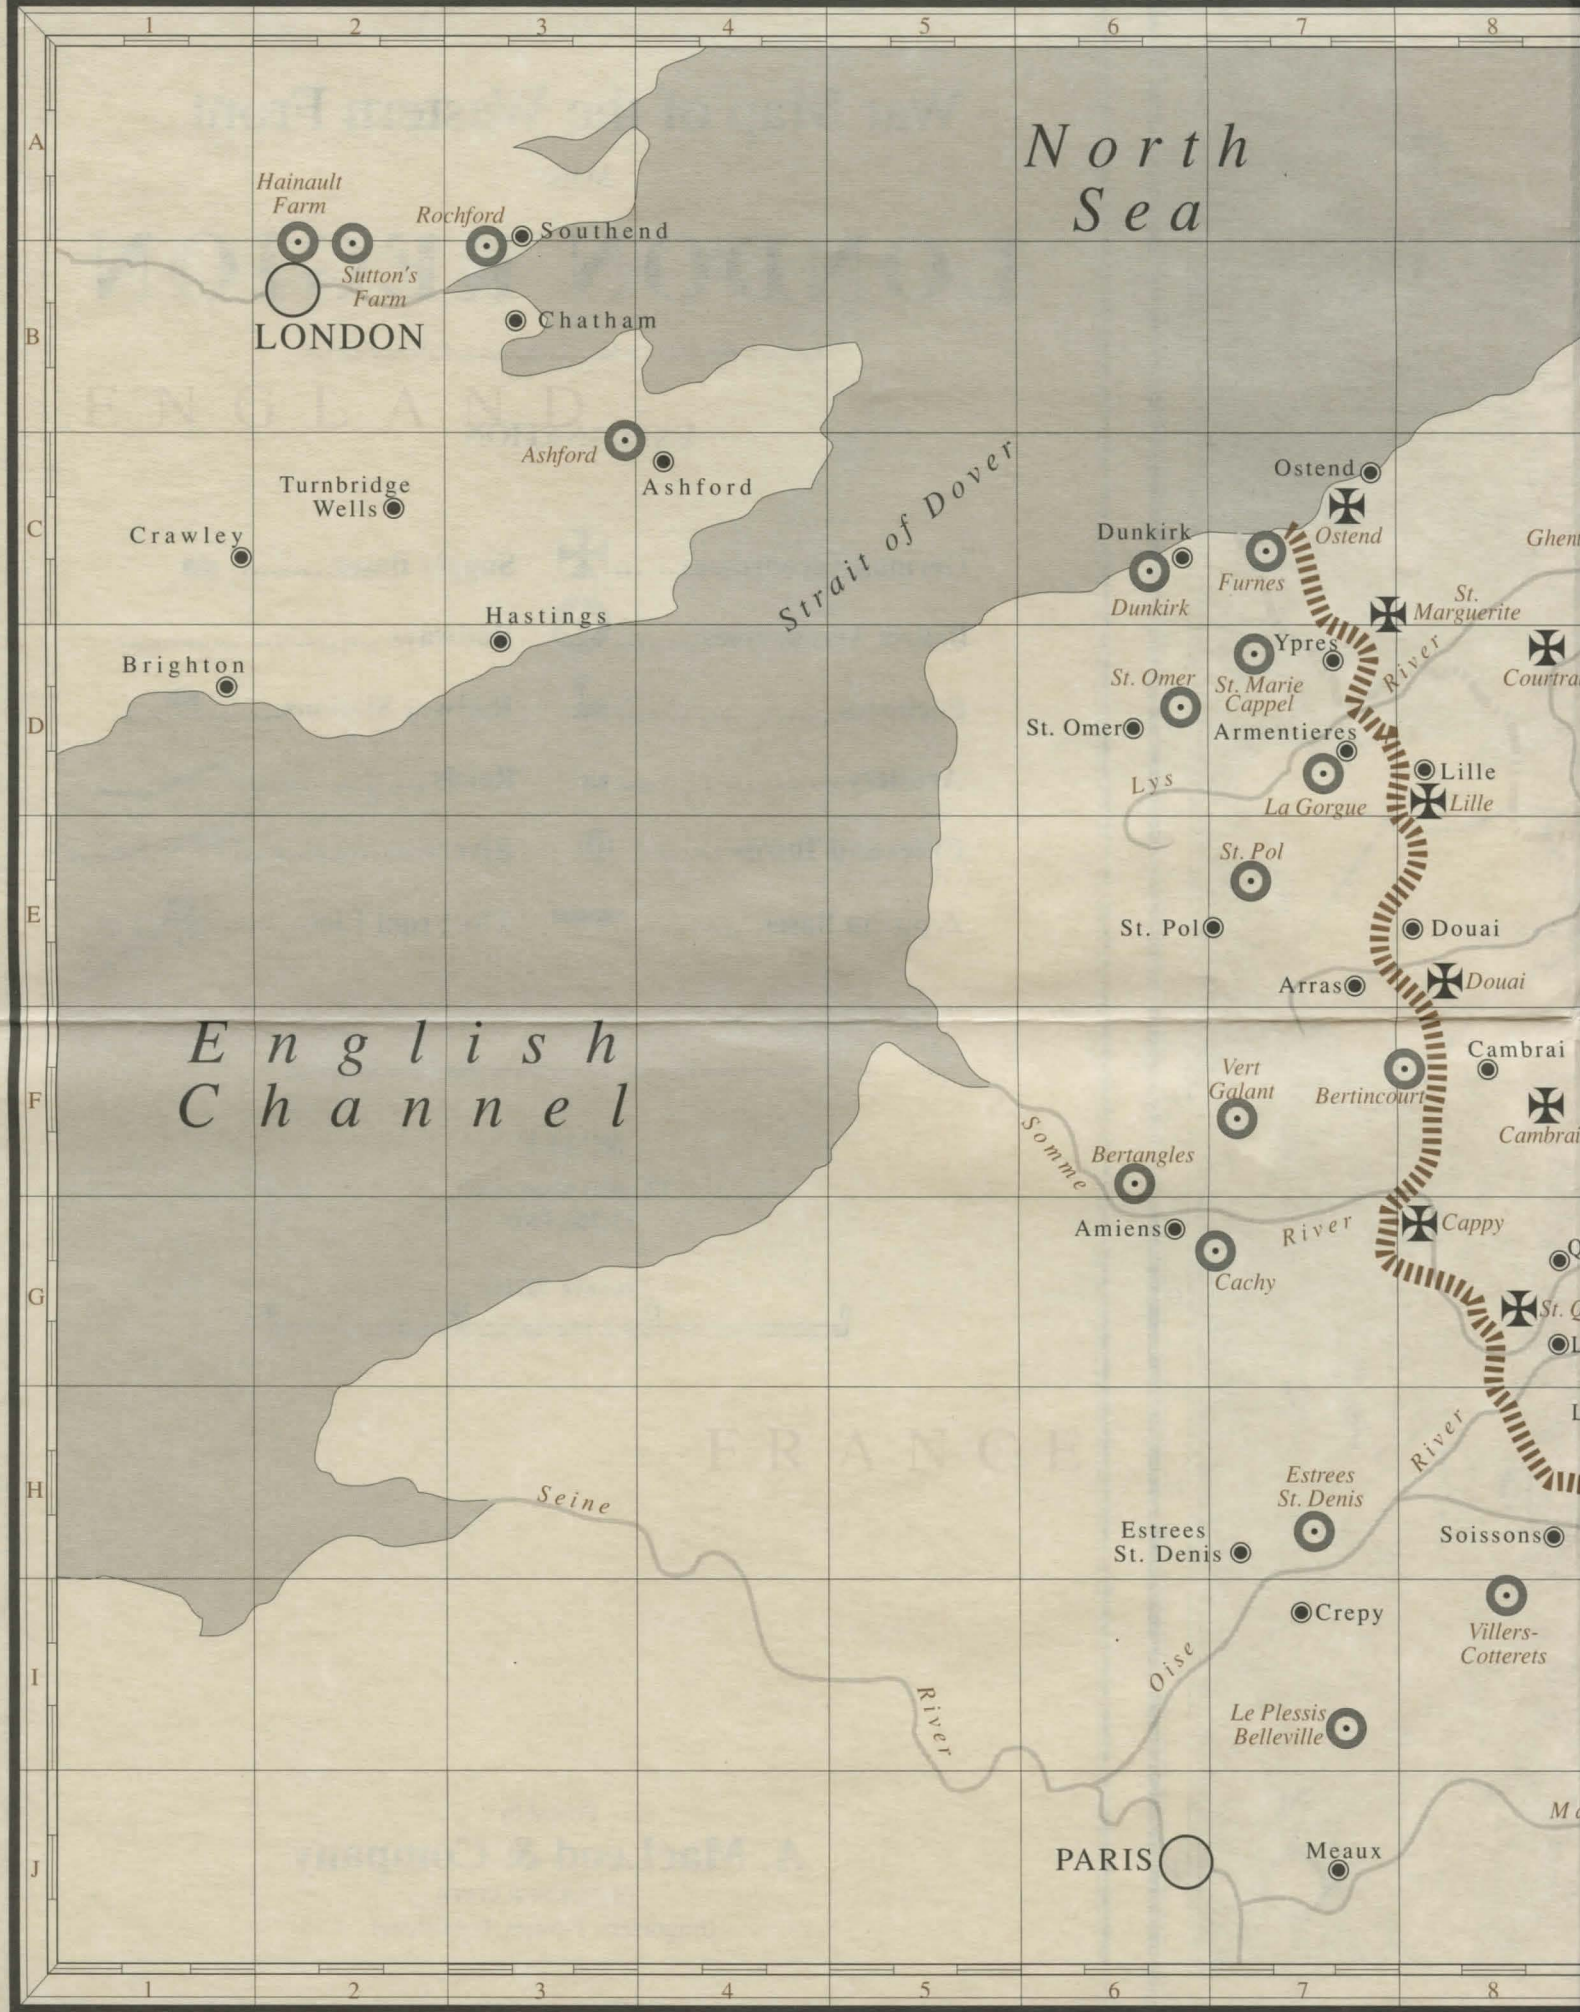 1 2 3 4 5 6 7 8
A
North
Sea
Hainault
Farm
Rochford
Southend
Sutton's
Farm
LONDON
Chatham
B
ENGLAND
Ashford
Ashford
Strait of Dover
Ostend
Ostend
Turnbridge
Wells
Crawley
C
Dunkirk
Dunkirk
Furnes
St.
Marguerite
Hastings
Brighton
Ypres
River
St. Omer
St. Marie
Cappel
D
St. Omer
Armentieres
Lys
La Gorgue
Lille
Lille
St. Pol
E
St. Pol
Douai
Arras
Douai
English
Channel
Vert
Galant
Bertincourt
Cambrai
F
Somme
Bertangles
Cambrai
Amiens
River
Cappy
Cachy
G
FRANCE
River
H
Seine
Estrees
St. Denis
Estrees
St. Denis
Soissons
Crepy
Villers-
Cotterets
I
Oise
River
Le Plessis
Belleville
J
PARIS
Meaux
1 2 3 4 5 6 7 8